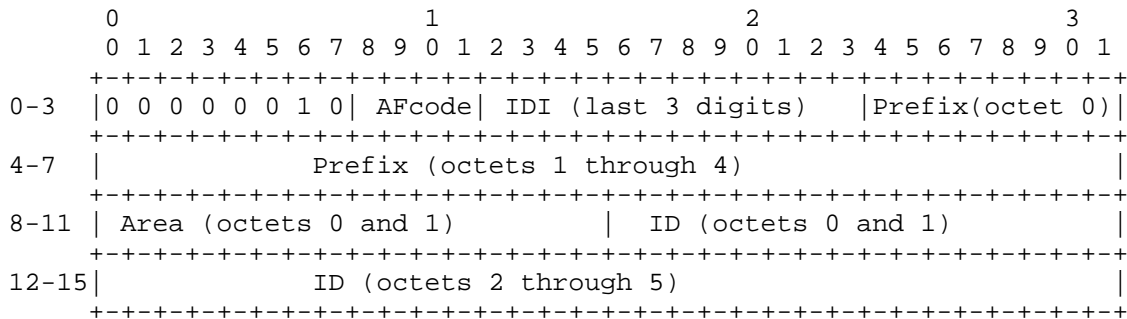 0                   1                   2                   3
       0 1 2 3 4 5 6 7 8 9 0 1 2 3 4 5 6 7 8 9 0 1 2 3 4 5 6 7 8 9 0 1
      +-+-+-+-+-+-+-+-+-+-+-+-+-+-+-+-+-+-+-+-+-+-+-+-+-+-+-+-+-+-+-+-+
0-3   |0 0 0 0 0 0 1 0| AFcode| IDI (last 3 digits)   |Prefix(octet 0)|
      +-+-+-+-+-+-+-+-+-+-+-+-+-+-+-+-+-+-+-+-+-+-+-+-+-+-+-+-+-+-+-+-+
4-7   |             Prefix (octets 1 through 4)                       |
      +-+-+-+-+-+-+-+-+-+-+-+-+-+-+-+-+-+-+-+-+-+-+-+-+-+-+-+-+-+-+-+-+
8-11  | Area (octets 0 and 1)         |  ID (octets 0 and 1)          |
      +-+-+-+-+-+-+-+-+-+-+-+-+-+-+-+-+-+-+-+-+-+-+-+-+-+-+-+-+-+-+-+-+
12-15|              ID (octets 2 through 5)                           |
      +-+-+-+-+-+-+-+-+-+-+-+-+-+-+-+-+-+-+-+-+-+-+-+-+-+-+-+-+-+-+-+-+